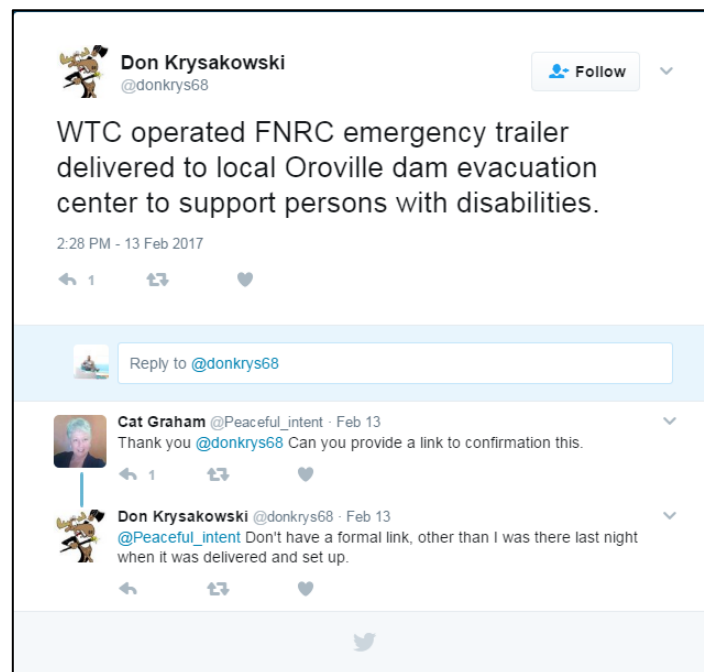 Don Krysakowski
@donkrys68
Follow
WTC operated FNRC emergency trailer
delivered to local Oroville dam evacuation
center to support persons with disabilities.
2:28 PM - 13 Feb 2017
1
Reply to @donkrys68
Cat Graham @Peaceful_intent · Feb 13
Thank you @donkrys68 Can you provide a link to confirmation this.
1
Don Krysakowski @donkrys68 · Feb 13
@Peaceful_intent Don't have a formal link, other than I was there last night
when it was delivered and set up.